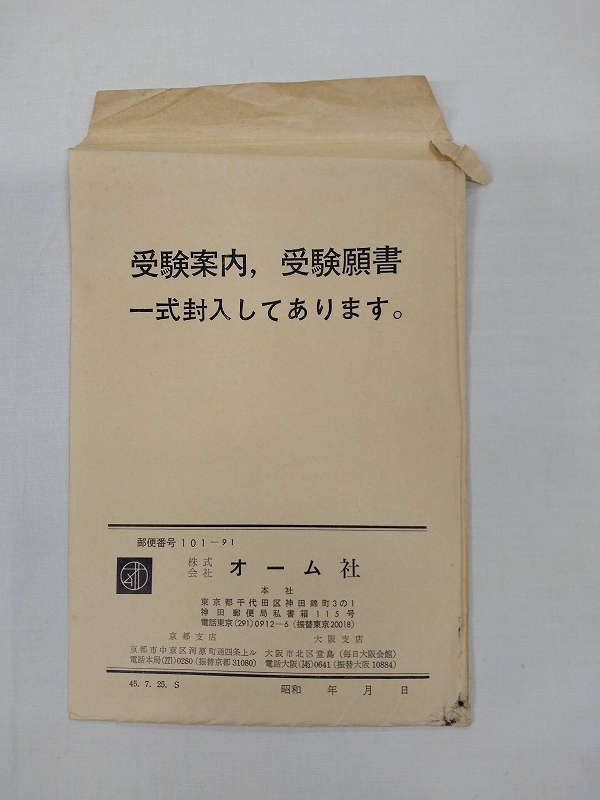 受験案内，受験願書
一式封入してあります。
郵便番号 101-91
株式会社 オーム社
本社
東京都千代田区神田錦町3の1
神田郵便局私書箱115号
電話東京(291)0912-6（振替東京20018）
京都支店
京都市中京区河原町通四条上ル
電話本局(221)0280（振替京都31080）
大阪支店
大阪市北区堂島（毎日大阪会館）
電話大阪(345)0641（振替大阪10884）
45. 7. 25. S
昭和 年 月 日